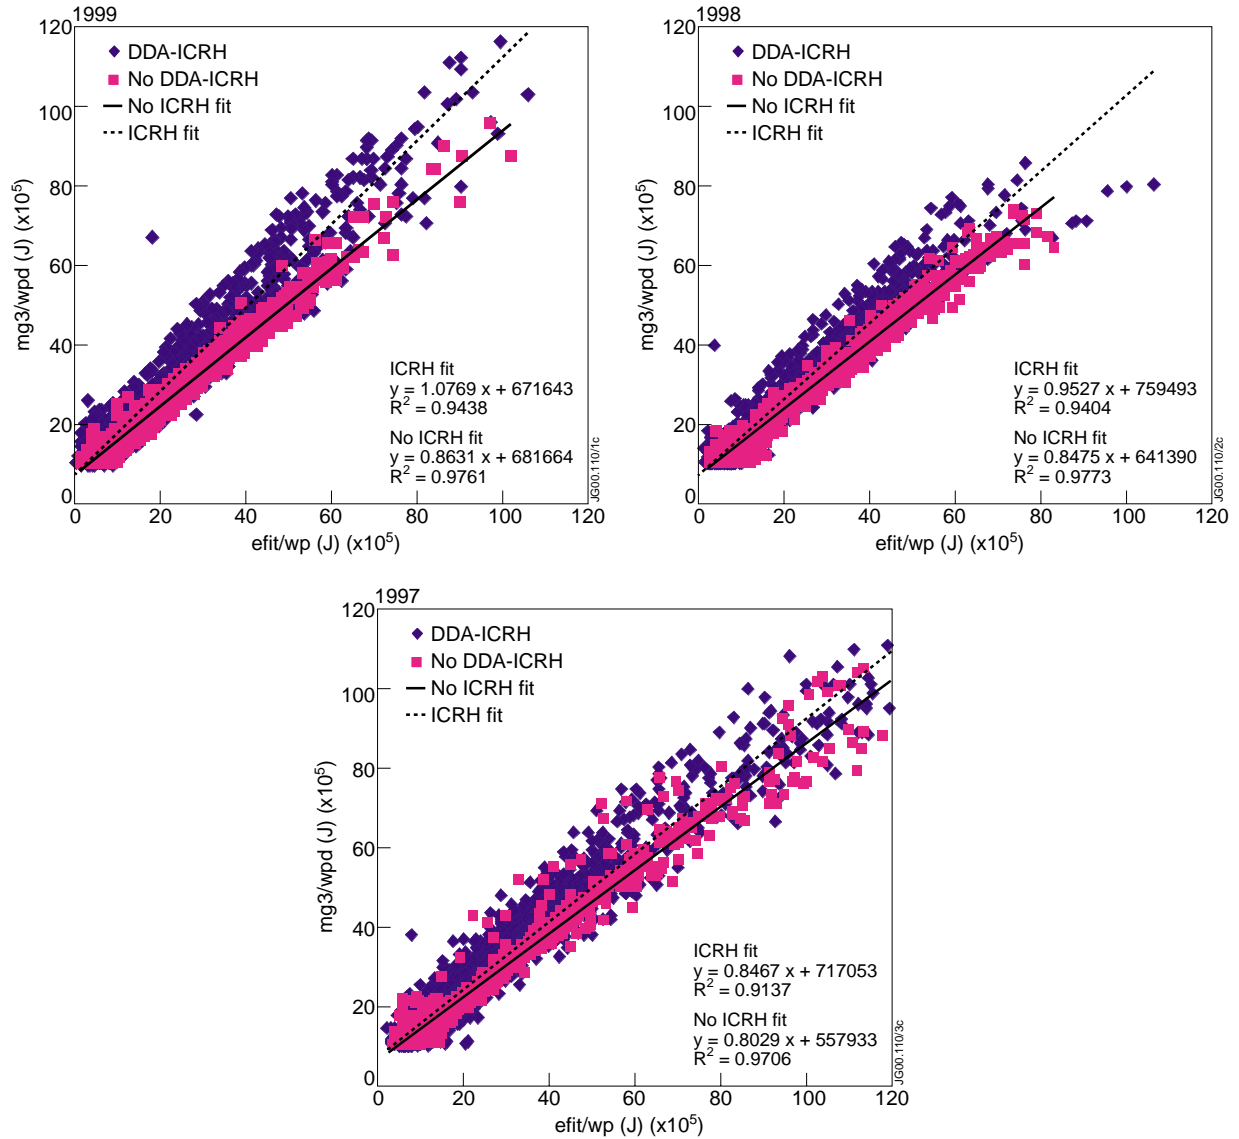 1999
DDA-ICRH
No DDA-ICRH
No ICRH fit
ICRH fit
120
100
80
60
40
20
0
mg3/wpd (J) (x10⁵)
ICRH fit
y = 1.0769 x + 671643
R² = 0.9438
No ICRH fit
y = 0.8631 x + 681664
R² = 0.9761
0 20 40 60 80 100 120
efit/wp (J) (x10⁵)
JG00.110/1c
1998
DDA-ICRH
No DDA-ICRH
No ICRH fit
ICRH fit
120
100
80
60
40
20
0
mg3/wpd (J) (x10⁵)
ICRH fit
y = 0.9527 x + 759493
R² = 0.9404
No ICRH fit
y = 0.8475 x + 641390
R² = 0.9773
0 20 40 60 80 100 120
efit/wp (J) (x10⁵)
JG00.110/2c
1997
DDA-ICRH
No DDA-ICRH
No ICRH fit
ICRH fit
120
100
80
60
40
20
0
mg3/wpd (J) (x10⁵)
ICRH fit
y = 0.8467 x + 717053
R² = 0.9137
No ICRH fit
y = 0.8029 x + 557933
R² = 0.9706
0 20 40 60 80 100 120
efit/wp (J) (x10⁵)
JG00.110/3c